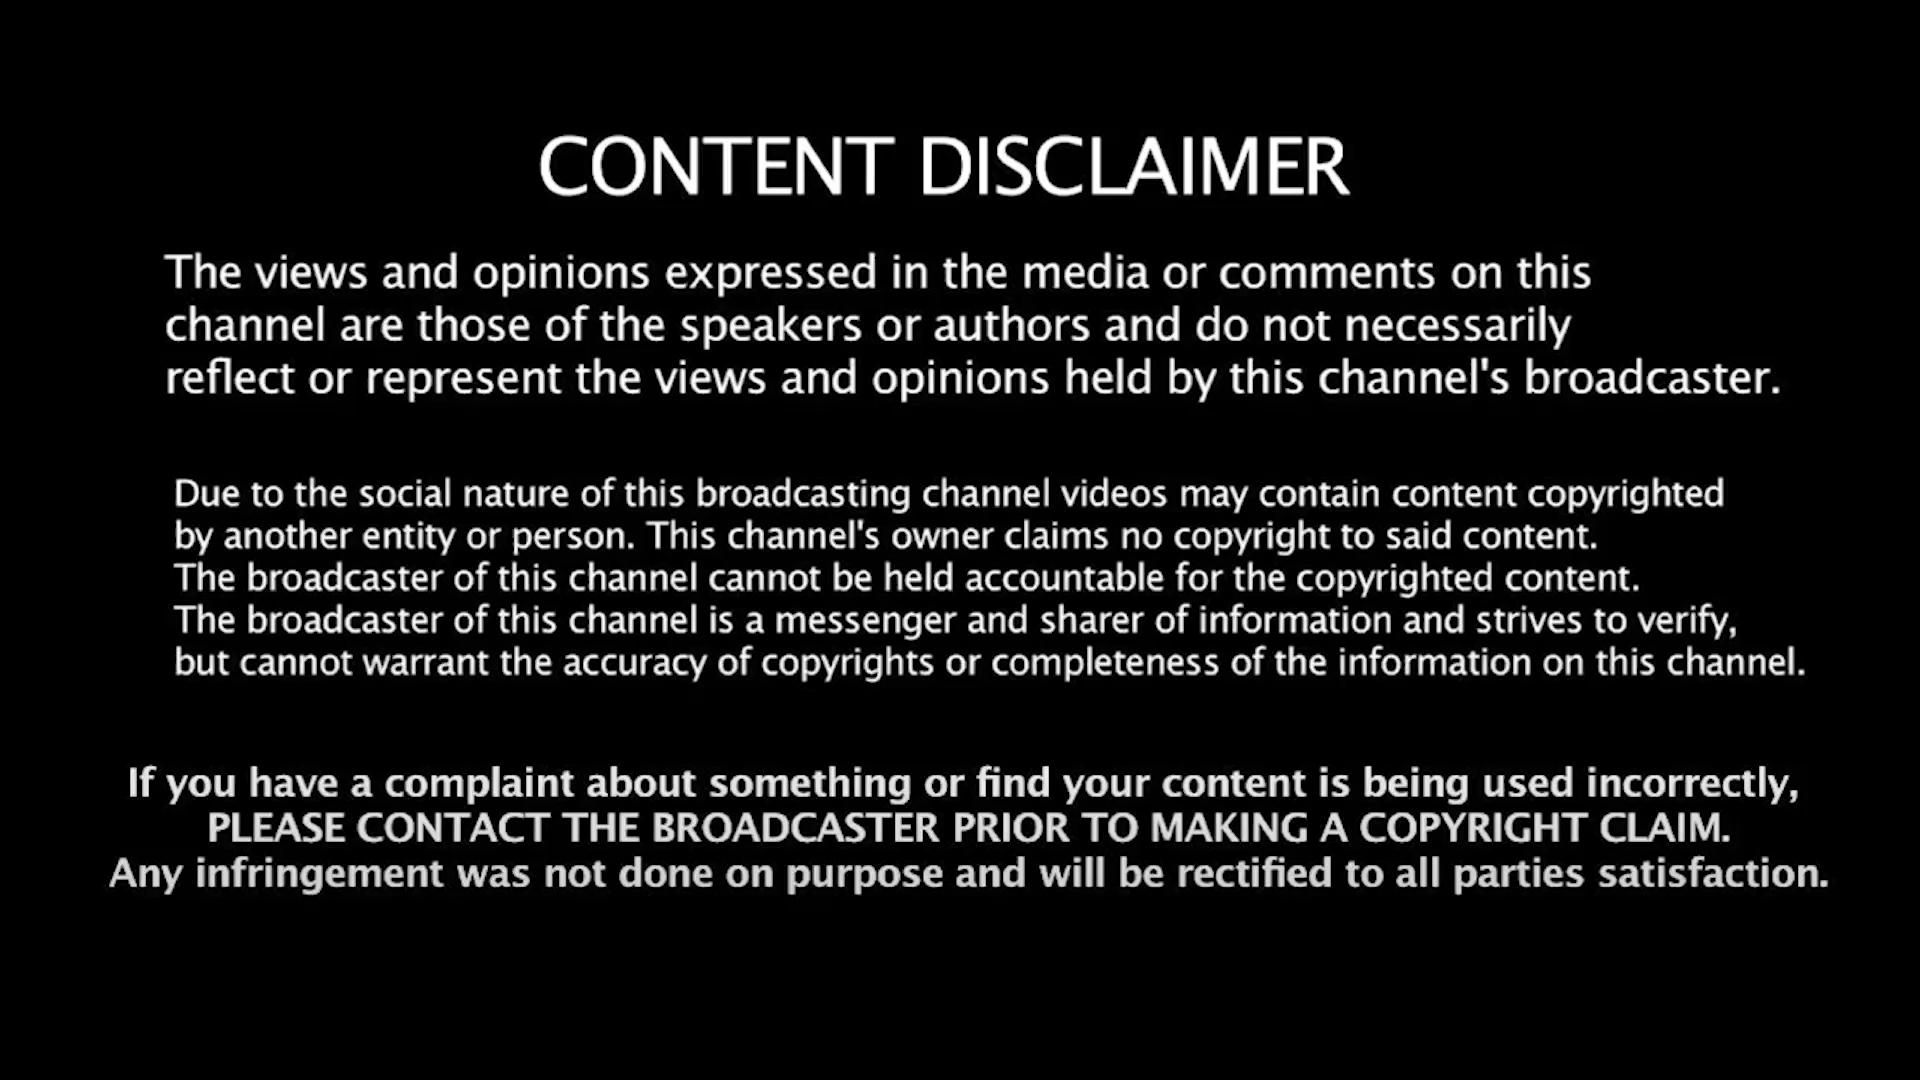 CONTENT DISCLAIMER
The views and opinions expressed in the media or comments on this
channel are those of the speakers or authors and do not necessarily
reflect or represent the views and opinions held by this channel's broadcaster.
Due to the social nature of this broadcasting channel videos may contain content copyrighted
by another entity or person. This channel's owner claims no copyright to said content.
The broadcaster of this channel cannot be held accountable for the copyrighted content.
The broadcaster of this channel is a messenger and sharer of information and strives to verify,
but cannot warrant the accuracy of copyrights or completeness of the information on this channel.
If you have a complaint about something or find your content is being used incorrectly,
PLEASE CONTACT THE BROADCASTER PRIOR TO MAKING A COPYRIGHT CLAIM.
Any infringement was not done on purpose and will be rectified to all parties satisfaction.